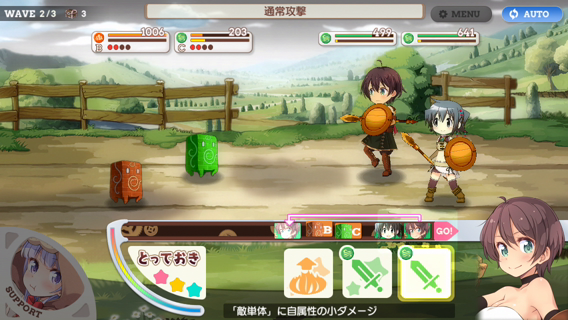 WAVE 2/3 3
通常攻撃
MENU
AUTO
1006
B
203
C
499
641
B
C
GO!
とっておき
SUPPORT
「敵単体」に自属性の小ダメージ